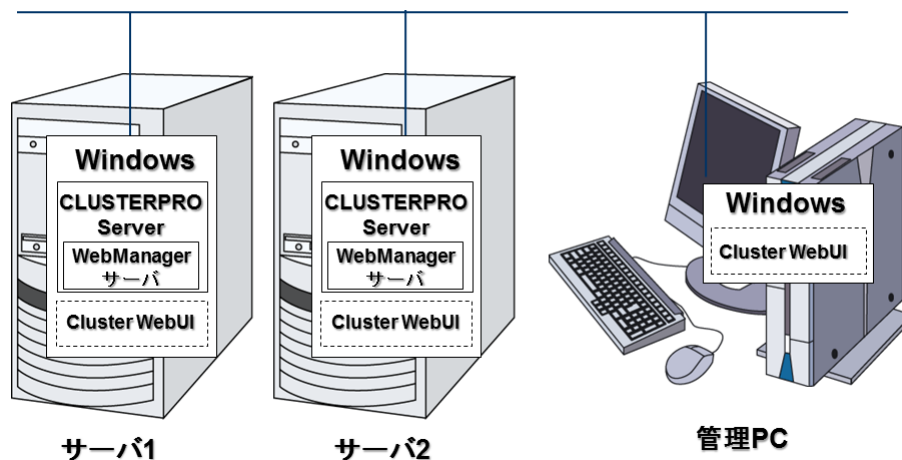 Windows
CLUSTERPRO
Server
WebManager
サーバ
Cluster WebUI
サーバ1
Windows
CLUSTERPRO
Server
WebManager
サーバ
Cluster WebUI
サーバ2
Windows
Cluster WebUI
管理PC